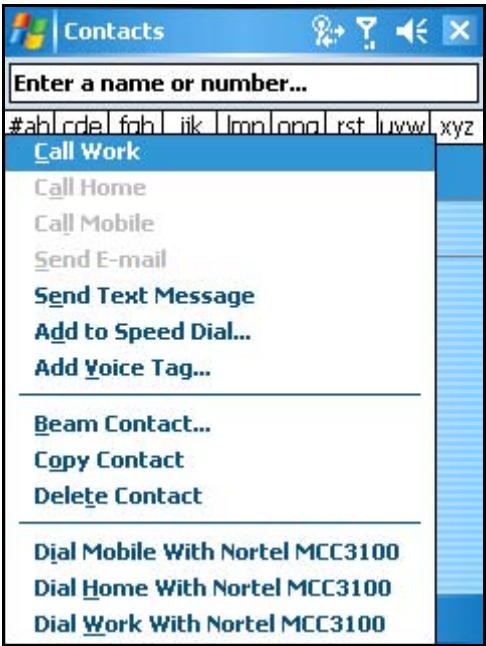 Contacts
Enter a name or number...
#ab cde fgh ijk lmn opq rst uvw xyz
Call Work
Call Home
Call Mobile
Send E-mail
Send Text Message
Add to Speed Dial...
Add Voice Tag...
Beam Contact...
Copy Contact
Delete Contact
Dial Mobile With Nortel MCC3100
Dial Home With Nortel MCC3100
Dial Work With Nortel MCC3100